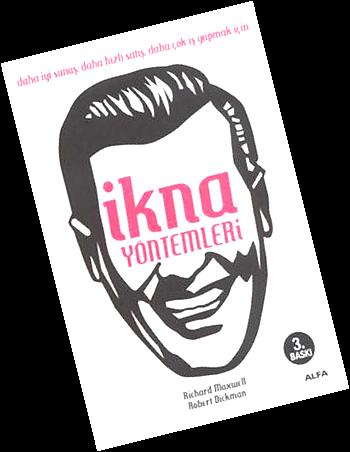 daha iyi sunuş, daha hızlı satış, daha çok iş yapmak için
ikna
YÖNTEMLERİ
3.
BASKI
Richard Maxwell
Robert Dickman
ALFA